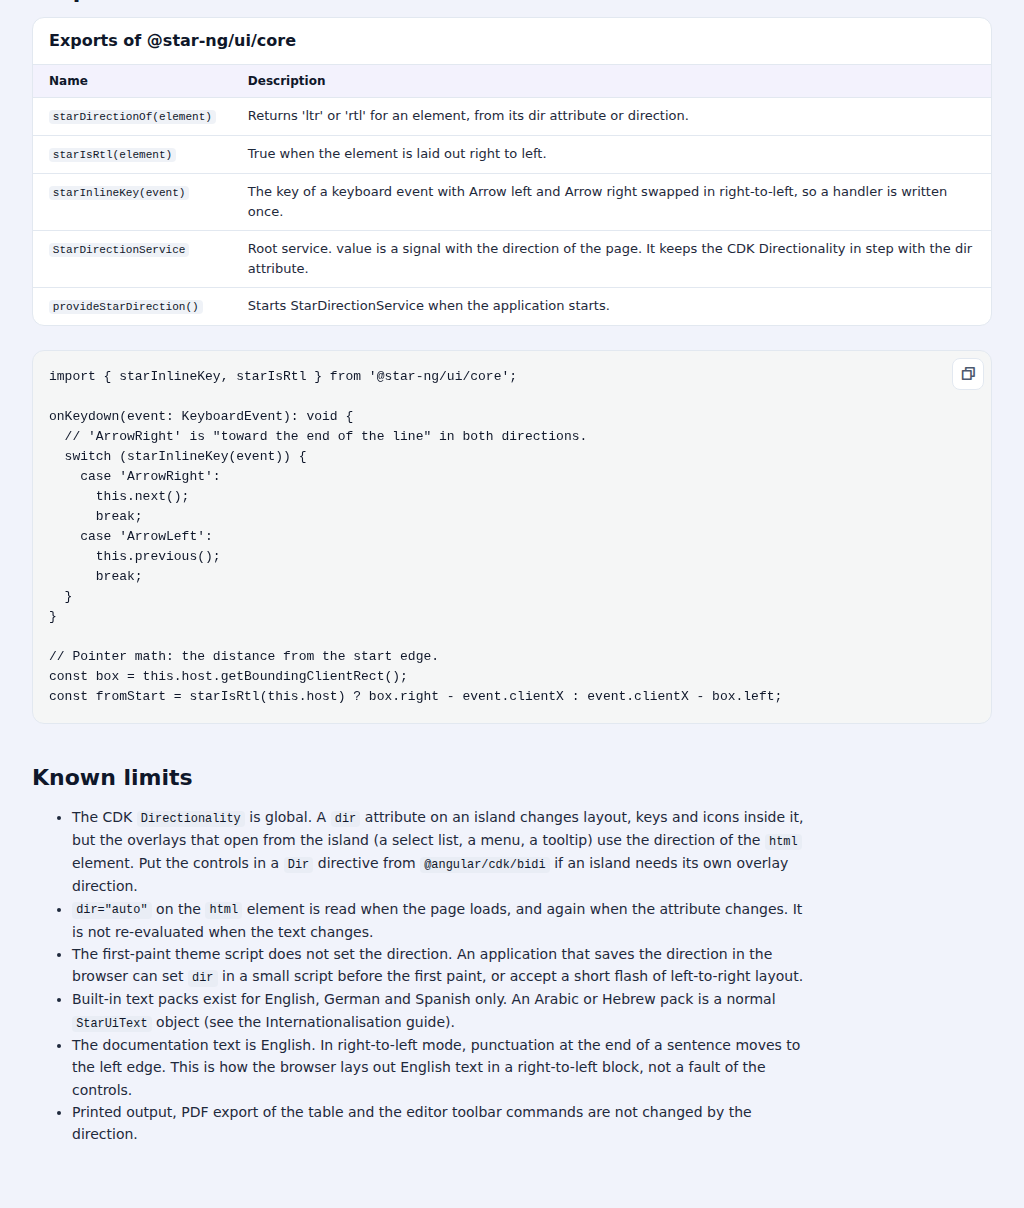 Exports of @star-ng/ui/core
Name Description
starDirectionOf(element) Returns 'ltr' or 'rtl' for an element, from its dir attribute or direction.
starIsRtl(element) True when the element is laid out right to left.
starInlineKey(event) The key of a keyboard event with Arrow left and Arrow right swapped in right-to-left, so a handler is written
once.
StarDirectionService Root service. value is a signal with the direction of the page. It keeps the CDK Directionality in step with the dir
attribute.
provideStarDirection() Starts StarDirectionService when the application starts.
import { starInlineKey, starIsRtl } from '@star-ng/ui/core';

onKeydown(event: KeyboardEvent): void {
  // 'ArrowRight' is "toward the end of the line" in both directions.
  switch (starInlineKey(event)) {
    case 'ArrowRight':
      this.next();
      break;
    case 'ArrowLeft':
      this.previous();
      break;
  }
}

// Pointer math: the distance from the start edge.
const box = this.host.getBoundingClientRect();
const fromStart = starIsRtl(this.host) ? box.right - event.clientX : event.clientX - box.left;
Known limits
• The CDK Directionality is global. A dir attribute on an island changes layout, keys and icons inside it,
but the overlays that open from the island (a select list, a menu, a tooltip) use the direction of the html
element. Put the controls in a Dir directive from @angular/cdk/bidi if an island needs its own overlay
direction.
• dir="auto" on the html element is read when the page loads, and again when the attribute changes. It
is not re-evaluated when the text changes.
• The first-paint theme script does not set the direction. An application that saves the direction in the
browser can set dir in a small script before the first paint, or accept a short flash of left-to-right layout.
• Built-in text packs exist for English, German and Spanish only. An Arabic or Hebrew pack is a normal
StarUiText object (see the Internationalisation guide).
• The documentation text is English. In right-to-left mode, punctuation at the end of a sentence moves to
the left edge. This is how the browser lays out English text in a right-to-left block, not a fault of the
controls.
• Printed output, PDF export of the table and the editor toolbar commands are not changed by the
direction.